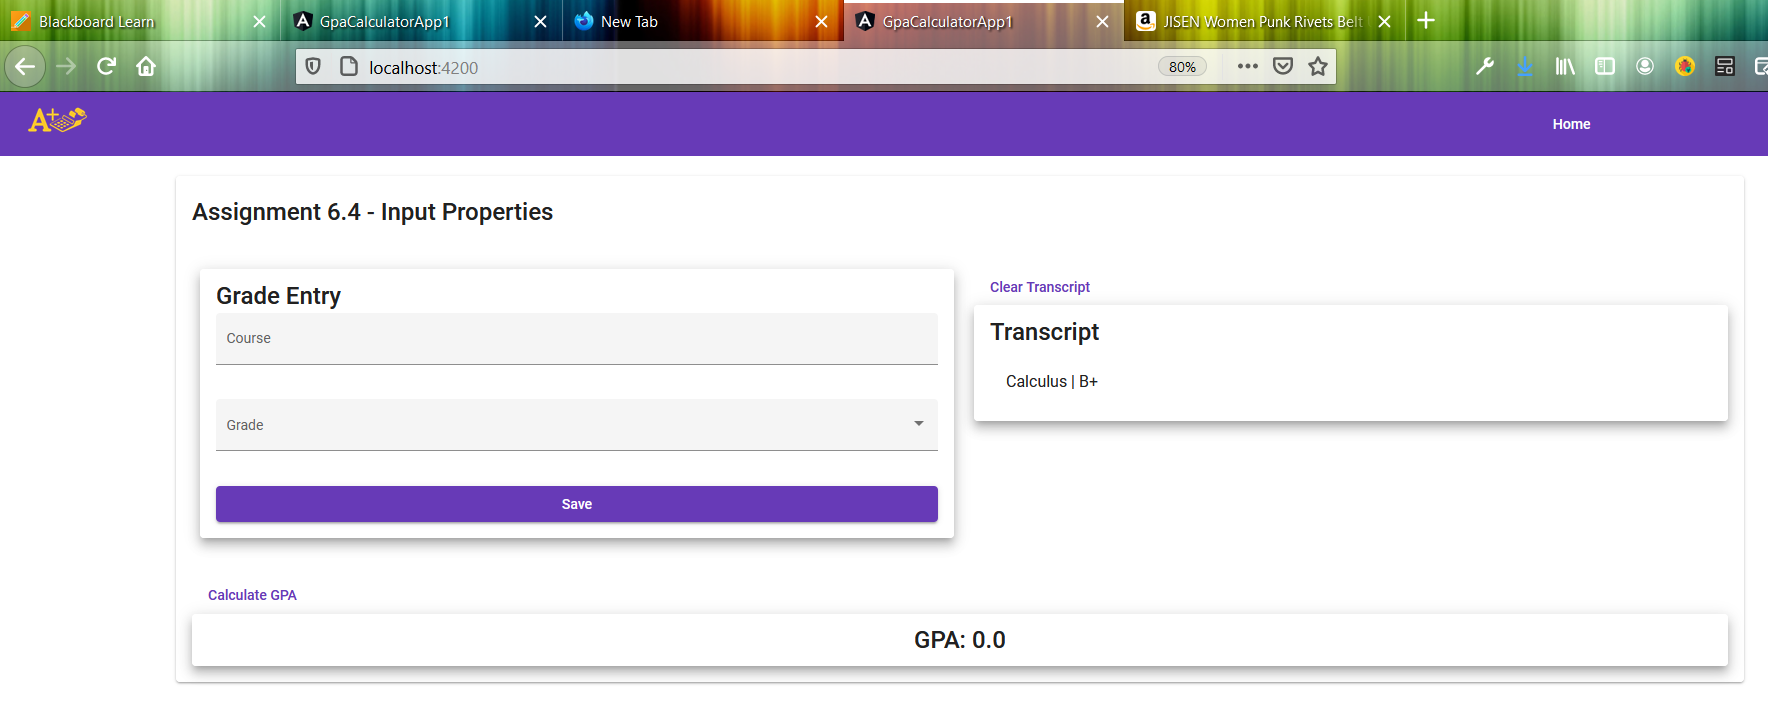 Blackboard Learn
GpaCalculatorApp1
New Tab
GpaCalculatorApp1
JISEN Women Punk Rivets Belt
localhost:4200
80%
A+
Home
Assignment 6.4 - Input Properties
Grade Entry
Course
Grade
Save
Clear Transcript
Transcript
Calculus | B+
Calculate GPA
GPA: 0.0